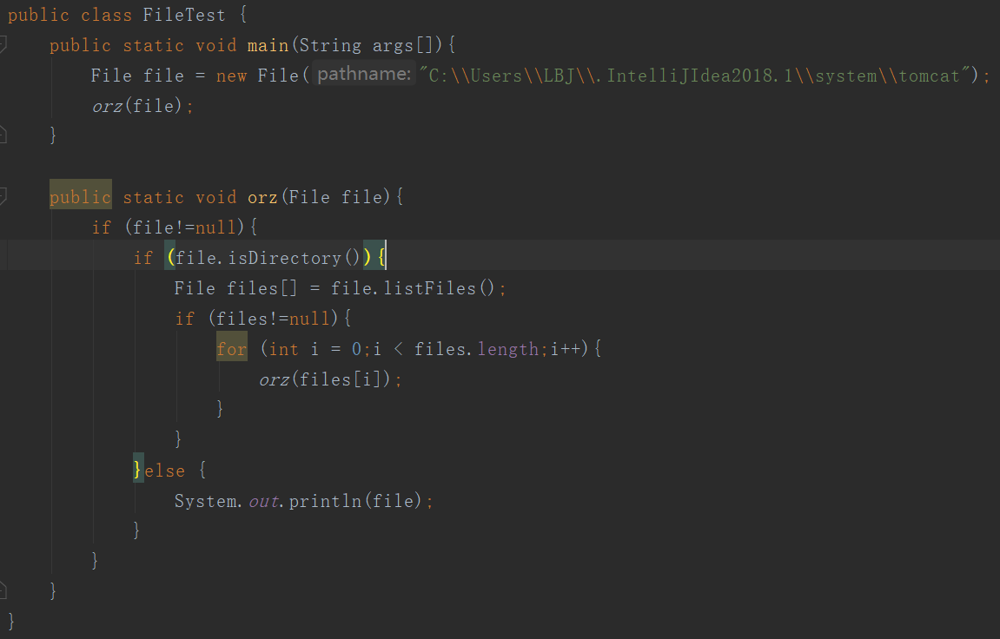 public class FileTest {
public static void main(String args[]){
File file = new File( pathname: "C:\\Users\\LBJ\\.IntelliJIdea2018.1\\system\\tomcat");
orz(file);
}
public static void orz(File file){
if (file!=null){
if (file.isDirectory()){
File files[] = file.listFiles();
if (files!=null){
for (int i = 0;i < files.length;i++){
orz(files[i]);
}
}
}else {
System.out.println(file);
}
}
}
}